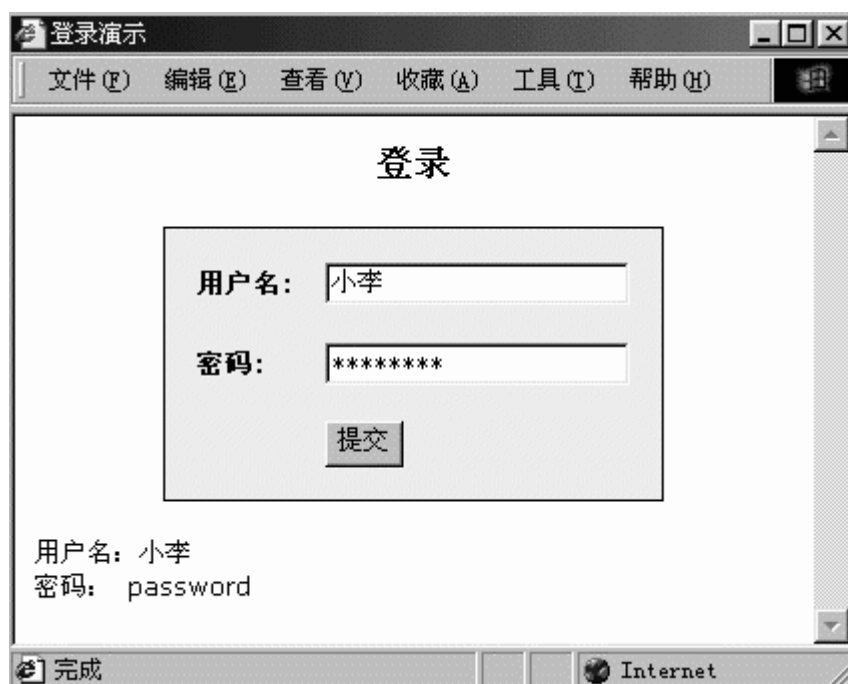 登录演示
文件(F) 编辑(E) 查看(V) 收藏(A) 工具(T) 帮助(H)
登录
用户名: 小李
密码: ********
提交
用户名: 小李
密码: password
完成 Internet